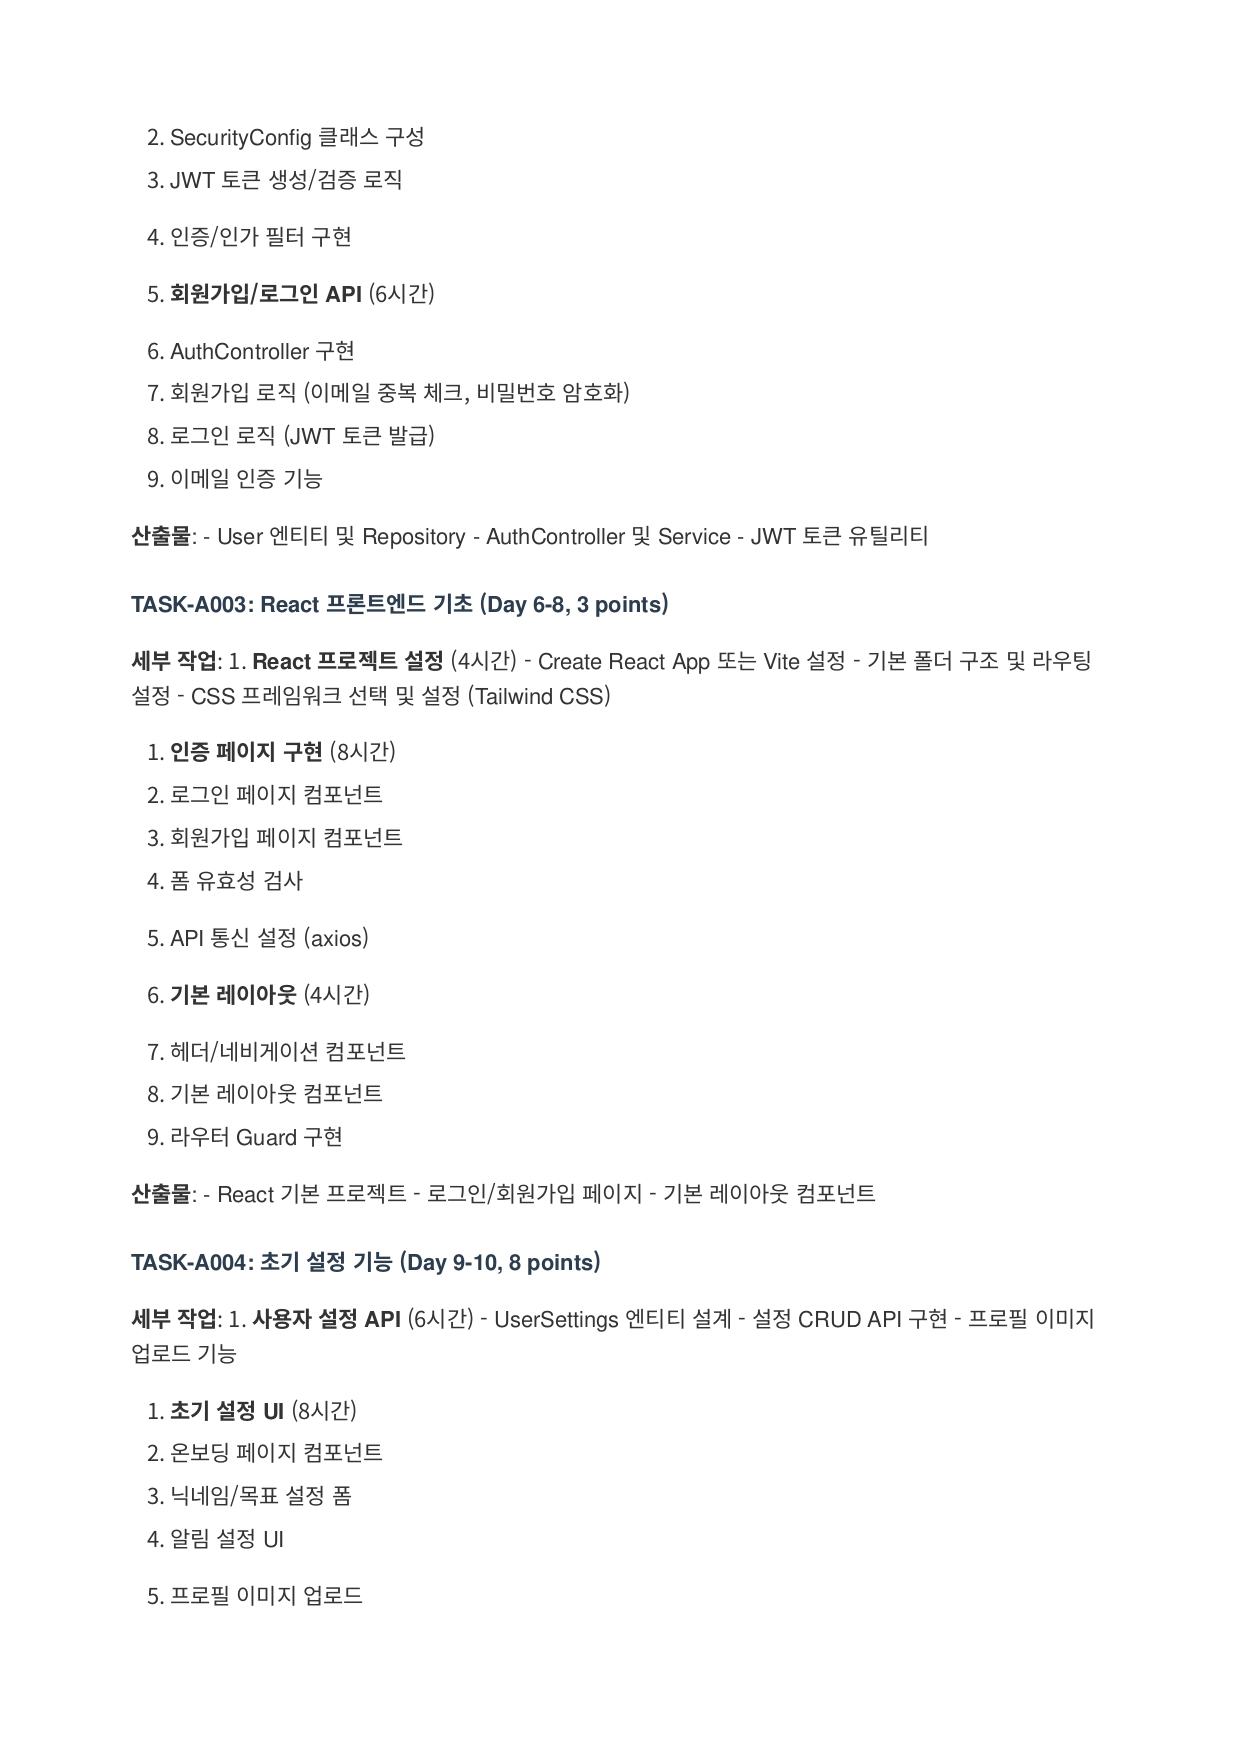 2. SecurityConfig 클래스 구성
3. JWT 토큰 생성/검증 로직
4. 인증/인가 필터 구현
5. 회원가입/로그인 API (6시간)
6. AuthController 구현
7. 회원가입 로직 (이메일 중복 체크, 비밀번호 암호화)
8. 로그인 로직 (JWT 토큰 발급)
9. 이메일 인증 기능
산출물: - User 엔티티 및 Repository - AuthController 및 Service - JWT 토큰 유틸리티
TASK-A003: React 프론트엔드 기초 (Day 6-8, 3 points)
세부 작업: 1. React 프로젝트 설정 (4시간) - Create React App 또는 Vite 설정 - 기본 폴더 구조 및 라우팅
설정 - CSS 프레임워크 선택 및 설정 (Tailwind CSS)
1. 인증 페이지 구현 (8시간)
2. 로그인 페이지 컴포넌트
3. 회원가입 페이지 컴포넌트
4. 폼 유효성 검사
5. API 통신 설정 (axios)
6. 기본 레이아웃 (4시간)
7. 헤더/네비게이션 컴포넌트
8. 기본 레이아웃 컴포넌트
9. 라우터 Guard 구현
산출물: - React 기본 프로젝트 - 로그인/회원가입 페이지 - 기본 레이아웃 컴포넌트
TASK-A004: 초기 설정 기능 (Day 9-10, 8 points)
세부 작업: 1. 사용자 설정 API (6시간) - UserSettings 엔티티 설계 - 설정 CRUD API 구현 - 프로필 이미지
업로드 기능
1. 초기 설정 UI (8시간)
2. 온보딩 페이지 컴포넌트
3. 닉네임/목표 설정 폼
4. 알림 설정 UI
5. 프로필 이미지 업로드